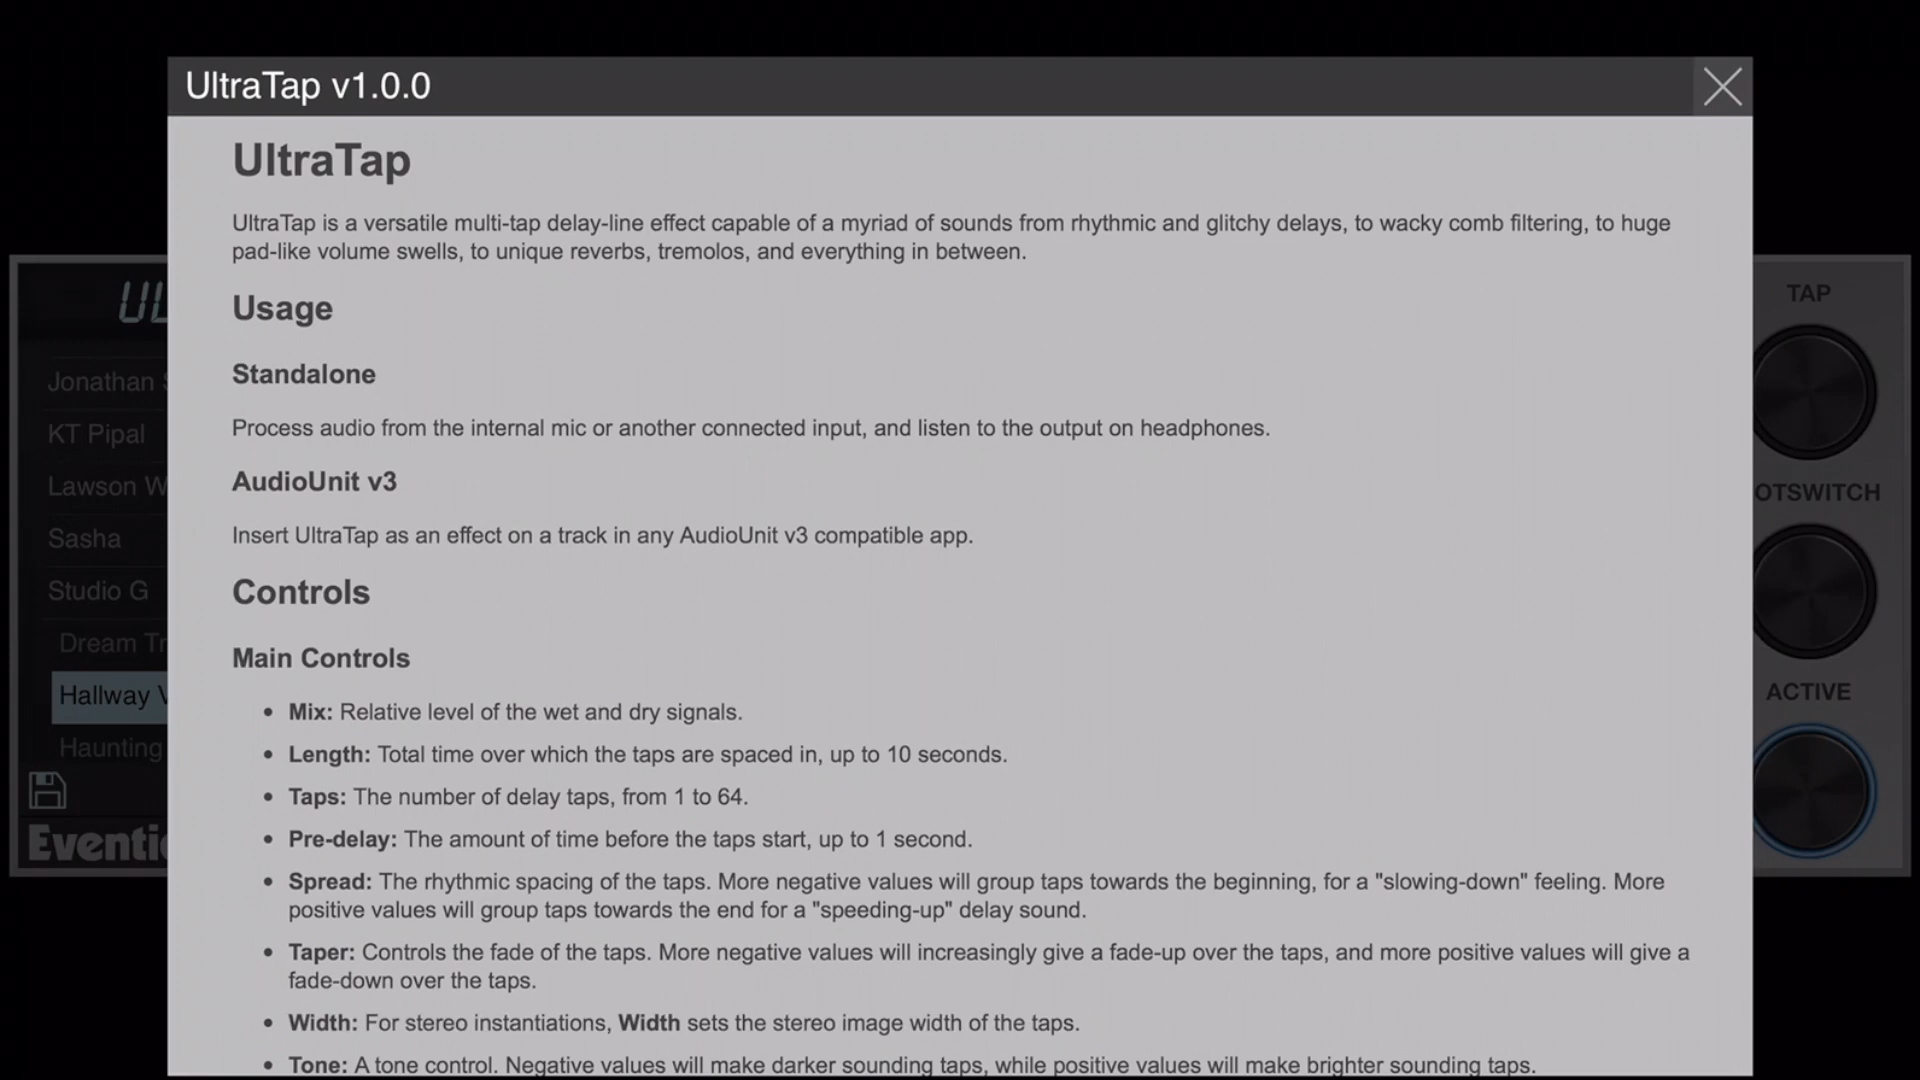 UltraTap v1.0.0
UltraTap
UltraTap is a versatile multi-tap delay-line effect capable of a myriad of sounds from rhythmic and glitchy delays, to wacky comb filtering, to huge
pad-like volume swells, to unique reverbs, tremolos, and everything in between.
Usage
Standalone
Process audio from the internal mic or another connected input, and listen to the output on headphones.
AudioUnit v3
Insert UltraTap as an effect on a track in any AudioUnit v3 compatible app.
Controls
Main Controls
• Mix: Relative level of the wet and dry signals.
• Length: Total time over which the taps are spaced in, up to 10 seconds.
• Taps: The number of delay taps, from 1 to 64.
• Pre-delay: The amount of time before the taps start, up to 1 second.
• Spread: The rhythmic spacing of the taps. More negative values will group taps towards the beginning, for a "slowing-down" feeling. More
positive values will group taps towards the end for a "speeding-up" delay sound.
• Taper: Controls the fade of the taps. More negative values will increasingly give a fade-up over the taps, and more positive values will give a
fade-down over the taps.
• Width: For stereo instantiations, Width sets the stereo image width of the taps.
• Tone: A tone control. Negative values will make darker sounding taps, while positive values will make brighter sounding taps.
UL
Jonathan S
KT Pipal
Lawson W
Sasha
Studio G
Dream Tr
Hallway V
Haunting
Eventi
TAP
OTSWITCH
ACTIVE